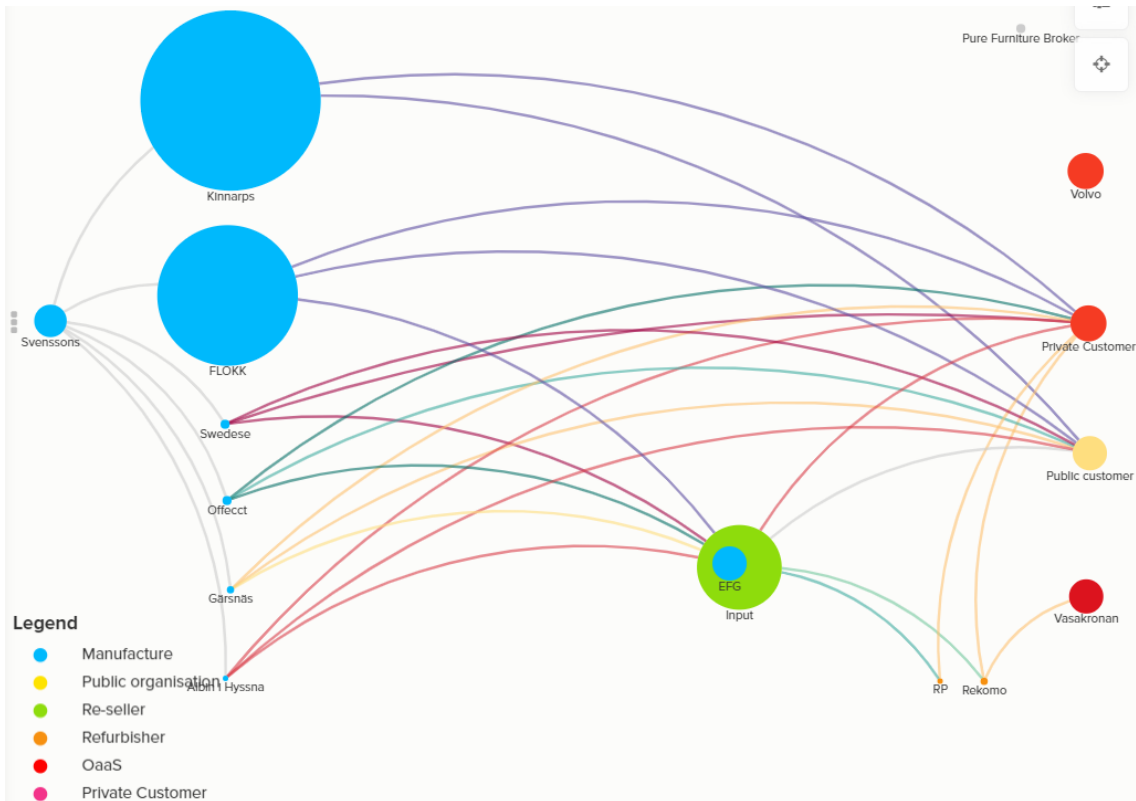 Pure Furniture Broker
Kinnarps
Volvo
Svenssons
Private Customer
FLOKK
Swedese
Public customer
Offecct
EFG
Gärsnäs
Input
Vasakronan
Albin i Hyssna
RP
Rekomo
Legend
Manufacture
Public organisation
Re-seller
Refurbisher
OaaS
Private Customer